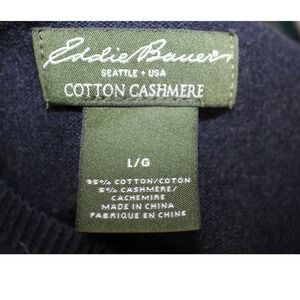 Eddie Bauer
SEATTLE • USA
COTTON CASHMERE
L/G
95% COTTON/COTON
5% CASHMERE/
CACHEMIRE
MADE IN CHINA
FABRIQUE EN CHINE